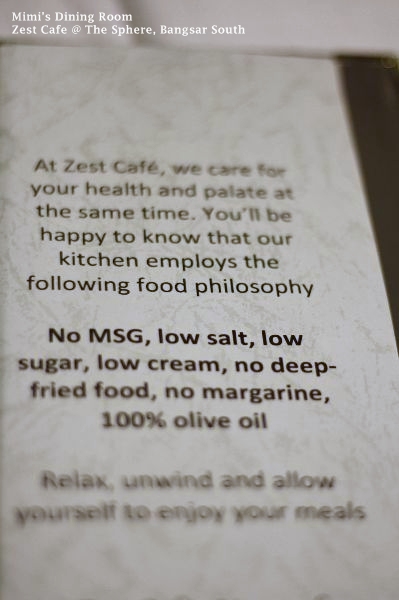 Mimi's Dining Room
Zest Cafe @ The Sphere, Bangsar South
At Zest Café, we care for
your health and palate at
the same time. You'll be
happy to know that our
kitchen employs the
following food philosophy
No MSG, low salt, low
sugar, low cream, no deep-
fried food, no margarine,
100% olive oil
Relax, unwind and allow
yourself to enjoy your meals